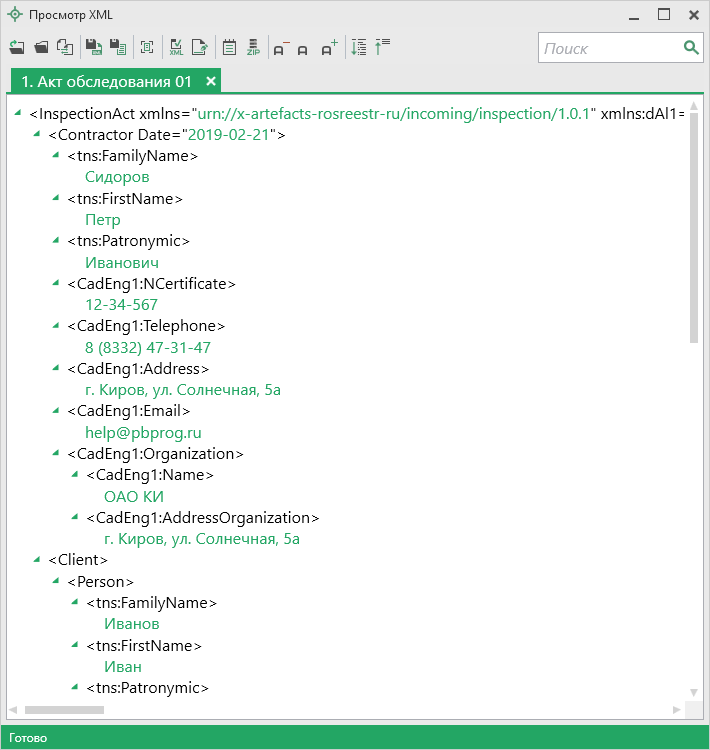 Просмотр XML
XML ZIP a a a
Поиск
1. Акт обследования 01
<InspectionAct xmlns="urn://x-artefacts-rosreestr-ru/incoming/inspection/1.0.1" xmlns:dAl1=
<Contractor Date="2019-02-21">
<tns:FamilyName>
Сидоров
<tns:FirstName>
Петр
<tns:Patronymic>
Иванович
<CadEng1:NCertificate>
12-34-567
<CadEng1:Telephone>
8 (8332) 47-31-47
<CadEng1:Address>
г. Киров, ул. Солнечная, 5а
<CadEng1:Email>
help@pbprog.ru
<CadEng1:Organization>
<CadEng1:Name>
ОАО КИ
<CadEng1:AddressOrganization>
г. Киров, ул. Солнечная, 5а
<Client>
<Person>
<tns:FamilyName>
Иванов
<tns:FirstName>
Иван
<tns:Patronymic>
Готово